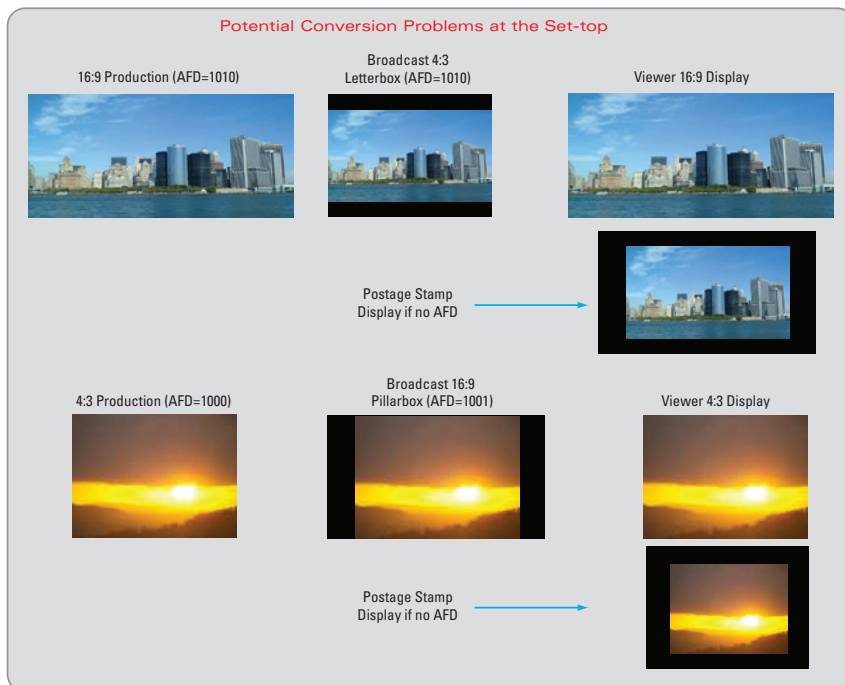 Potential Conversion Problems at the Set-top
16:9 Production (AFD=1010)
Broadcast 4:3
Letterbox (AFD=1010)
Viewer 16:9 Display
Postage Stamp
Display if no AFD
4:3 Production (AFD=1000)
Broadcast 16:9
Pillarbox (AFD=1001)
Viewer 4:3 Display
Postage Stamp
Display if no AFD